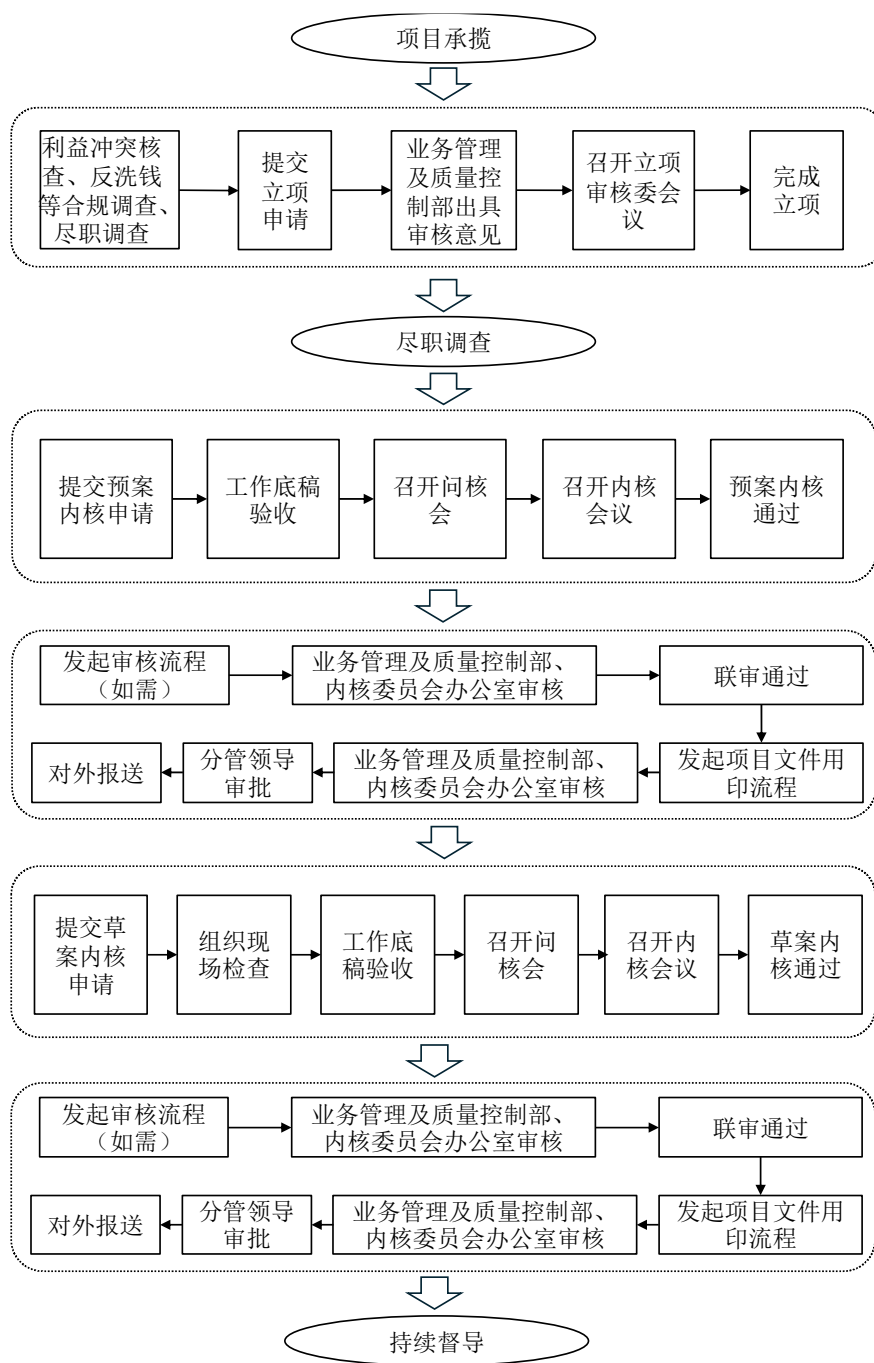 项目承揽
利益冲突核
查、反洗钱
等合规调查、
尽职调查
提交
立项
申请
业务管理
及质量控
制部出具
审核意见
召开立项
审核委会
议
完成
立项
尽职调查
提交预案
内核申请
工作底稿
验收
召开问核
会
召开内核
会议
预案内核
通过
发起审核流程
（如需）
业务管理及质量控制部、
内核委员会办公室审核
联审通过
发起项目文件用
印流程
业务管理及质量控制部、
内核委员会办公室审核
分管领导
审批
对外报送
提交草
案内核
申请
组织现
场检查
工作底
稿验收
召开问
核会
召开内
核会议
草案内
核通过
发起审核流程
（如需）
业务管理及质量控制部、
内核委员会办公室审核
联审通过
发起项目文件用
印流程
业务管理及质量控制部、
内核委员会办公室审核
分管领导
审批
对外报送
持续督导